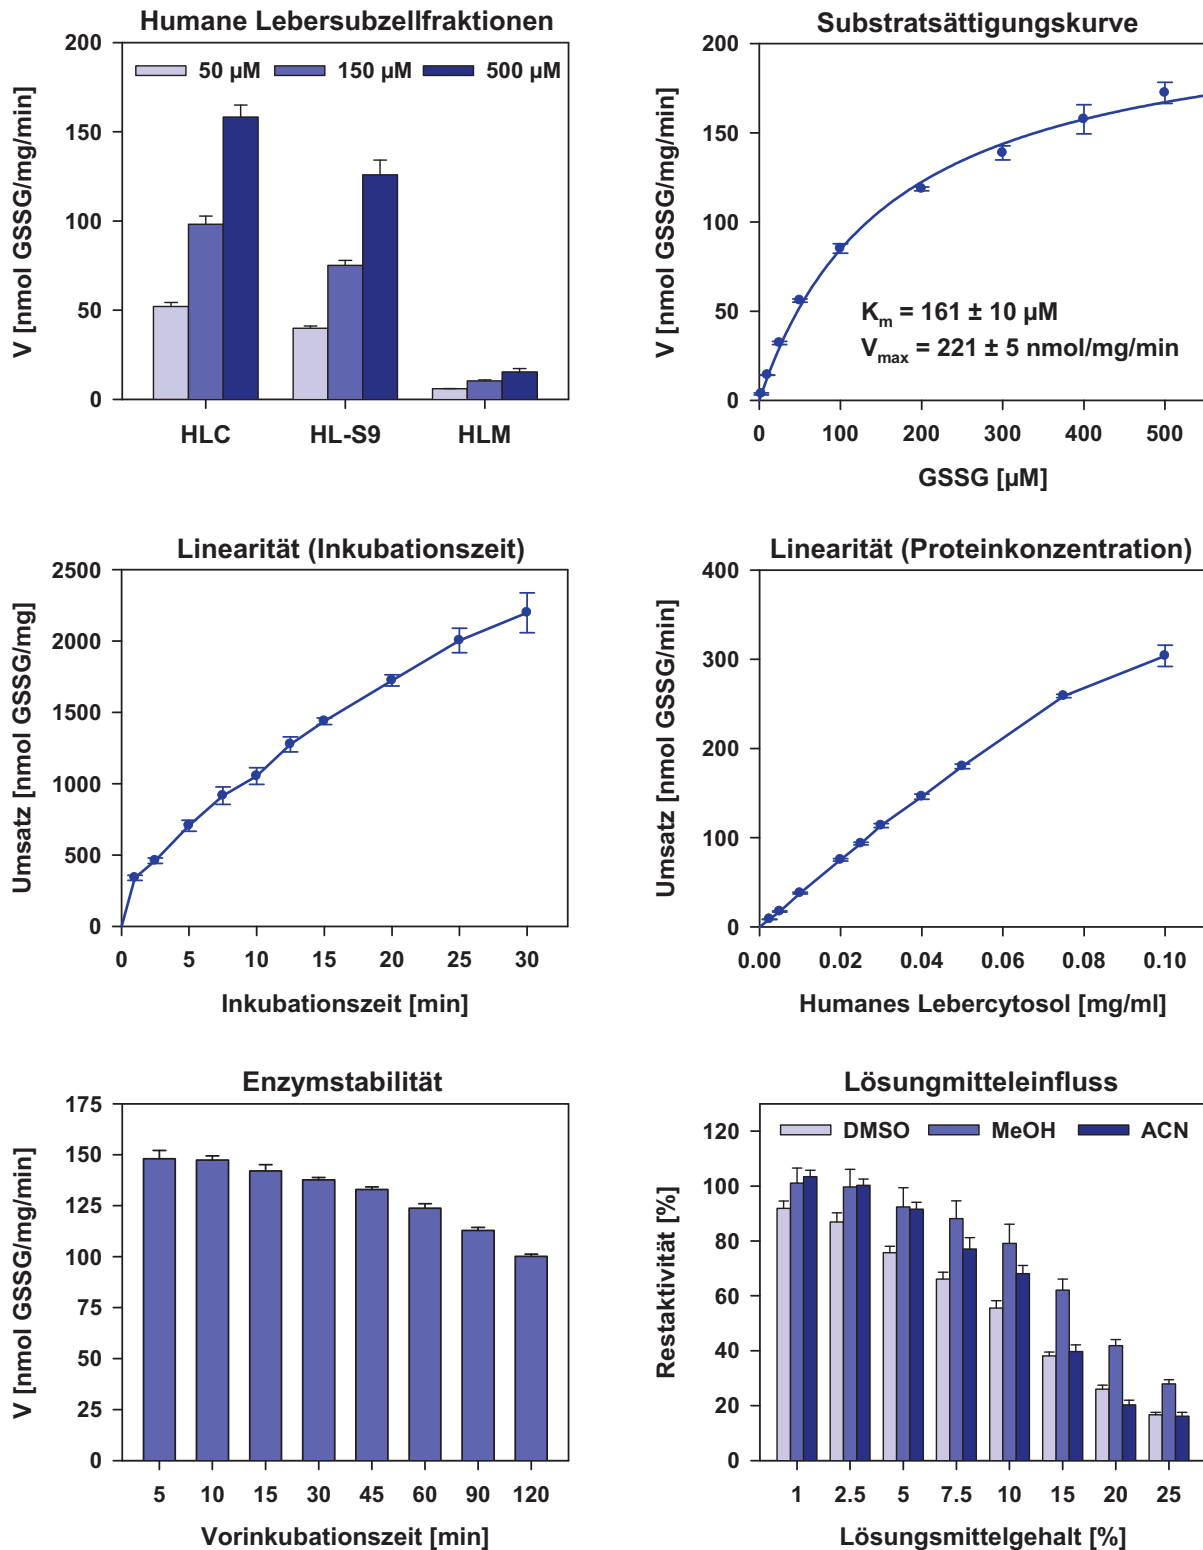 Humane Lebersubzellfraktionen
200
150
100
50
0
V [nmol GSSG/mg/min]
50 µM 150 µM 500 µM
HLC HL-S9 HLM
Substratsättigungskurve
200
150
100
50
0
V [nmol GSSG/mg/min]
Km = 161 ± 10 µM
Vmax = 221 ± 5 nmol/mg/min
0 100 200 300 400 500
GSSG [µM]
Linearität (Inkubationszeit)
2500
2000
1500
1000
500
0
Umsatz [nmol GSSG/mg]
0 5 10 15 20 25 30
Inkubationszeit [min]
Linearität (Proteinkonzentration)
400
300
200
100
0
Umsatz [nmol GSSG/min]
0.00 0.02 0.04 0.06 0.08 0.10
Humanes Lebercytosol [mg/ml]
Enzymstabilität
175
150
125
100
75
50
25
0
V [nmol GSSG/mg/min]
5 10 15 30 45 60 90 120
Vorinkubationszeit [min]
Lösungmitteleinfluss
120
100
80
60
40
20
0
Restaktivität [%]
DMSO MeOH ACN
1 2.5 5 7.5 10 15 20 25
Lösungsmittelgehalt [%]